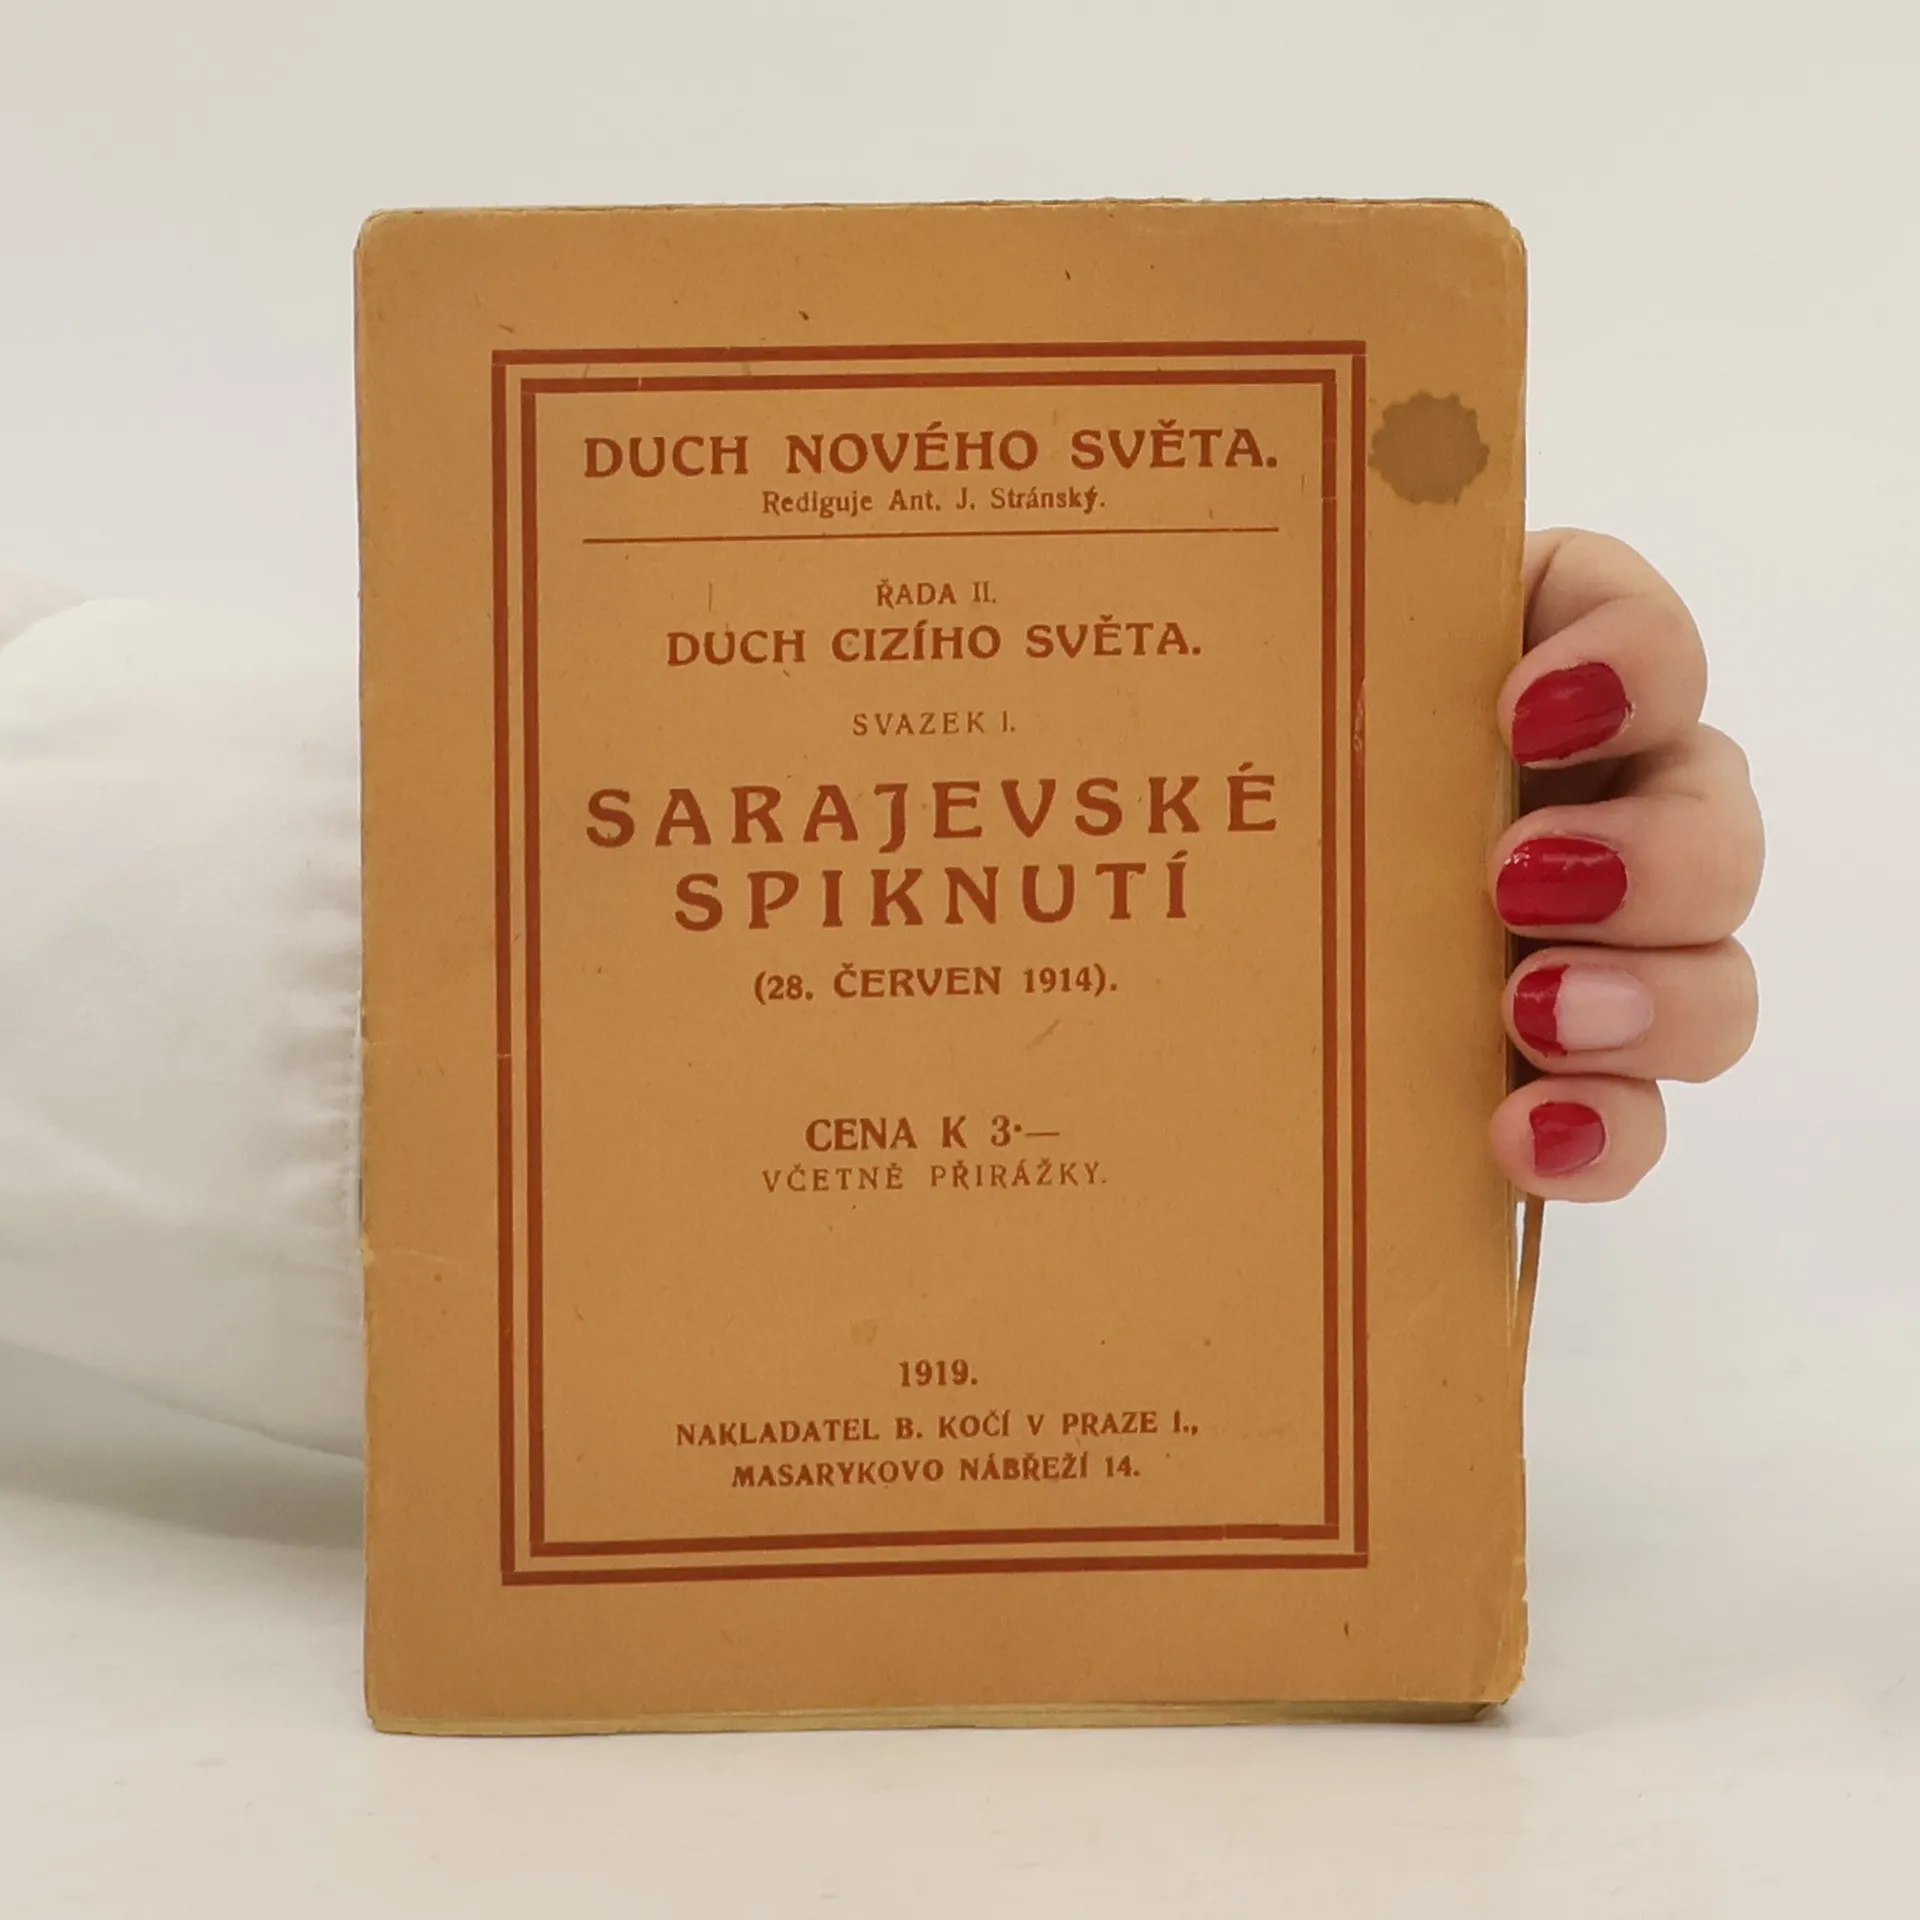 DUCH NOVÉHO SVĚTA.
Rediguje Ant. J. Stránský.
ŘADA II.
DUCH CIZÍHO SVĚTA.
SVAZEK I.
SARAJEVSKÉ
SPIKNUTÍ
(28. ČERVEN 1914).
CENA K 3·—
VČETNĚ PŘIRÁŽKY.
1919.
NAKLADATEL B. KOČÍ V PRAZE I.,
MASARYKOVO NÁBŘEŽÍ 14.